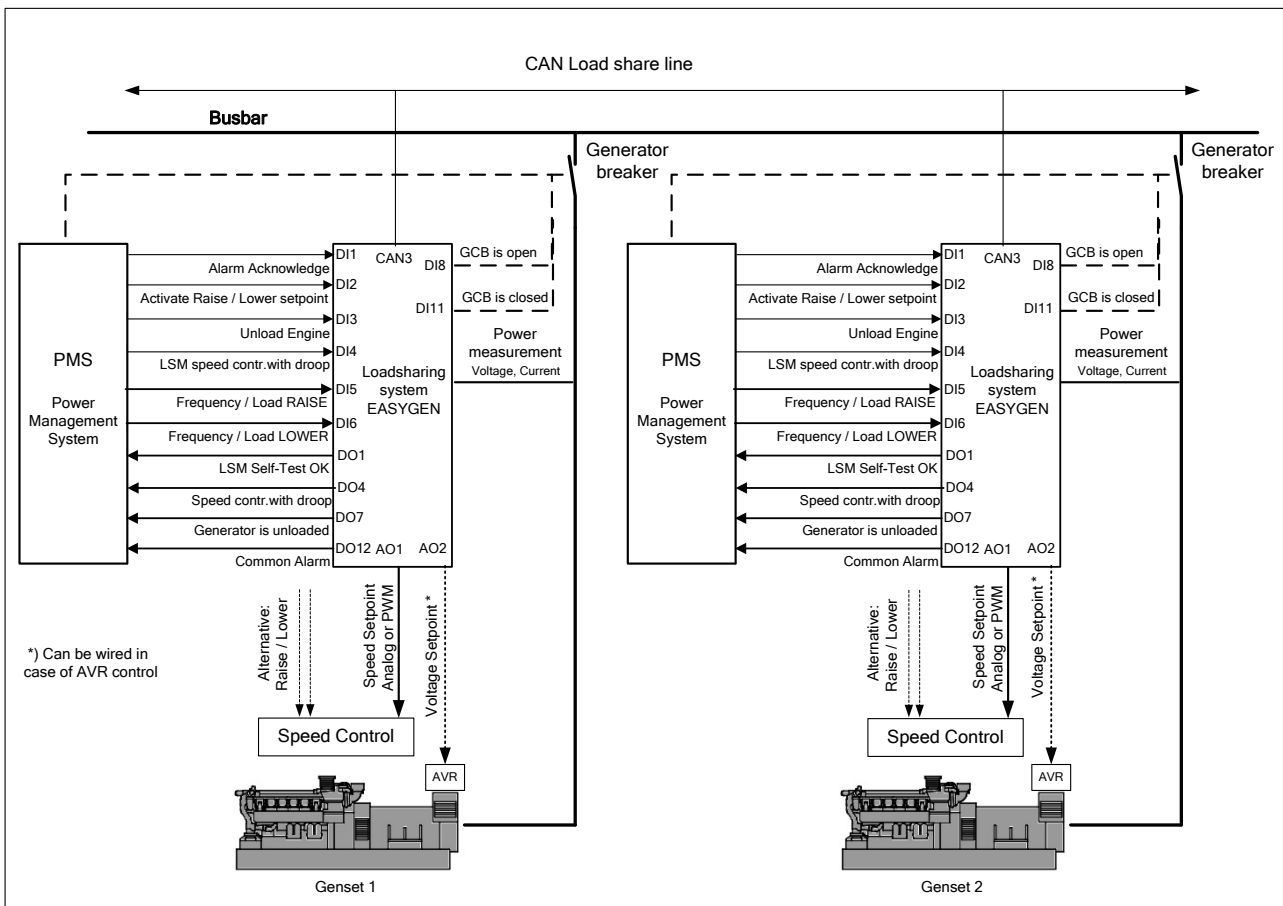 CAN Load share line
Busbar
Generator
breaker
Generator
breaker
PMS
Power
Management
System
DI1
Alarm Acknowledge
DI2
Activate Raise / Lower setpoint
DI3
Unload Engine
DI4
LSM speed contr.with droop
DI5
Frequency / Load RAISE
DI6
Frequency / Load LOWER
DO1
LSM Self-Test OK
DO4
Speed contr.with droop
DO7
Generator is unloaded
DO12
Common Alarm
CAN3
DI8
DI11
Loadsharing
system
EASYGEN
AO1
AO2
GCB is open
GCB is closed
Power
measurement
Voltage, Current
PMS
Power
Management
System
DI1
Alarm Acknowledge
DI2
Activate Raise / Lower setpoint
DI3
Unload Engine
DI4
LSM speed contr.with droop
DI5
Frequency / Load RAISE
DI6
Frequency / Load LOWER
DO1
LSM Self-Test OK
DO4
Speed contr.with droop
DO7
Generator is unloaded
DO12
Common Alarm
CAN3
DI8
DI11
Loadsharing
system
EASYGEN
AO1
AO2
GCB is open
GCB is closed
Power
measurement
Voltage, Current
*) Can be wired in
case of AVR control
Alternative:
Raise / Lower
Speed Setpoint
Analog or PWM
Voltage Setpoint *
Speed Control
AVR
Genset 1
Alternative:
Raise / Lower
Speed Setpoint
Analog or PWM
Voltage Setpoint *
Speed Control
AVR
Genset 2